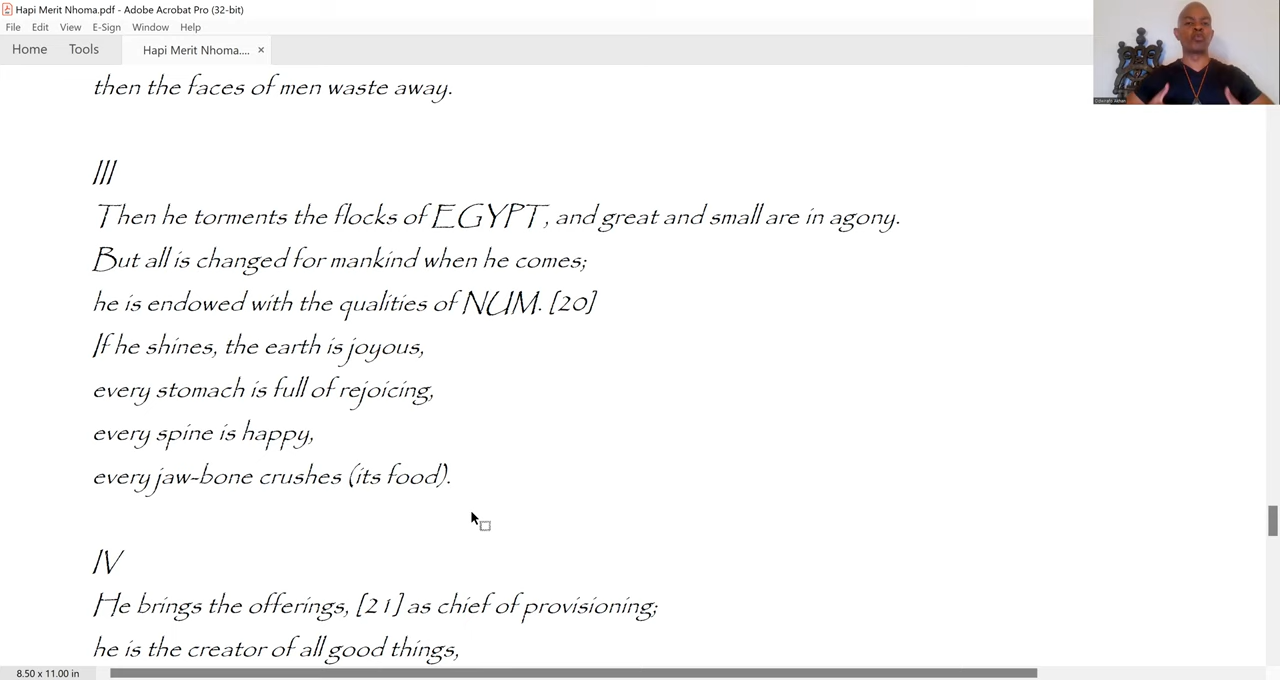 Hapi Merit Nhoma.pdf - Adobe Acrobat Pro (32-bit)
File Edit View E-Sign Window Help
Home Tools Hapi Merit Nhoma.... ×
then the faces of men waste away.
III
Then he torments the flocks of EGYPT, and great and small are in agony.
But all is changed for mankind when he comes;
he is endowed with the qualities of NUM. [20]
If he shines, the earth is joyous,
every stomach is full of rejoicing,
every spine is happy,
every jaw-bone crushes (its food).
IV
He brings the offerings, [21] as chief of provisioning;
he is the creator of all good things,
8.50 x 11.00 in